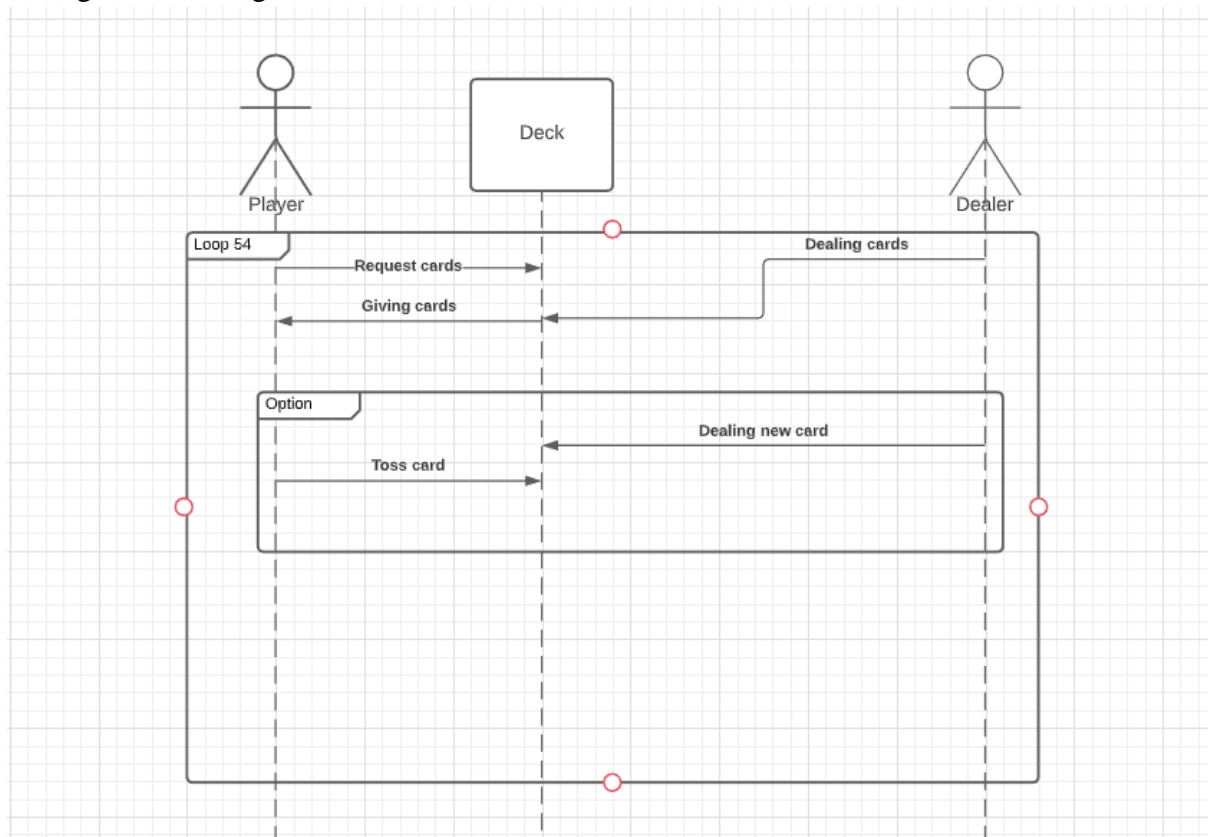 Player
Deck
Dealer
Loop 54
Dealing cards
Request cards
Giving cards
Option
Dealing new card
Toss card